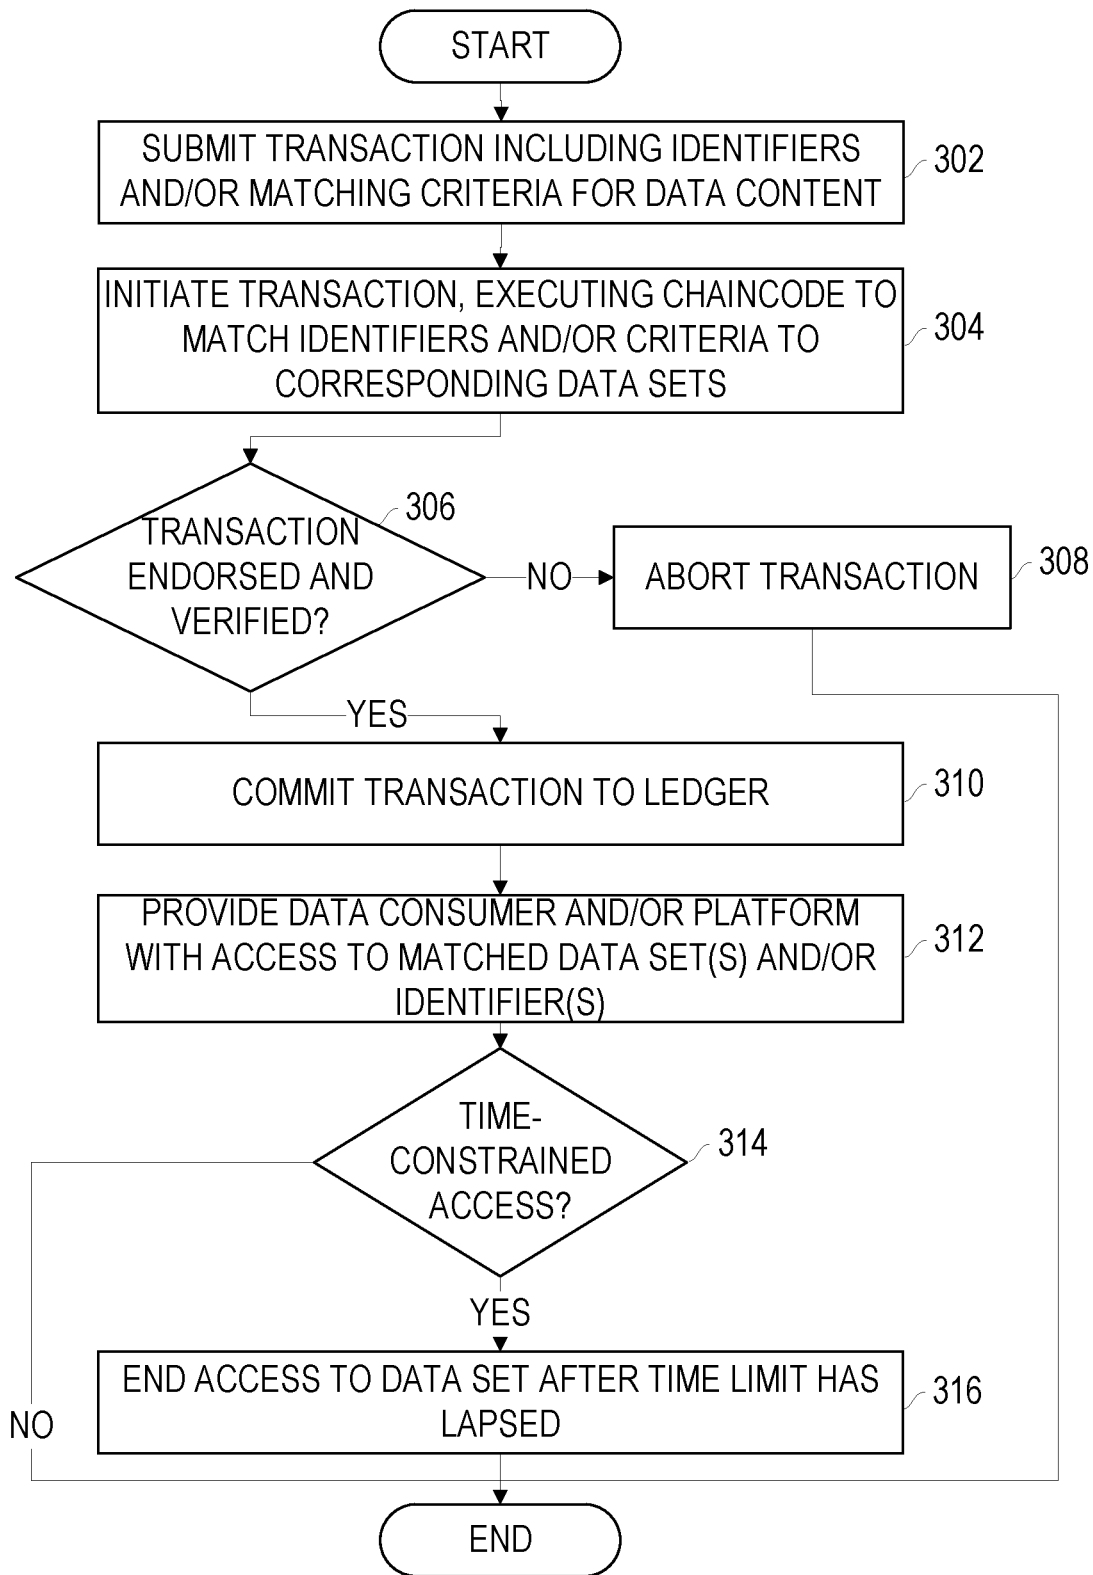 START
SUBMIT TRANSACTION INCLUDING IDENTIFIERS
AND/OR MATCHING CRITERIA FOR DATA CONTENT
302
INITIATE TRANSACTION, EXECUTING CHAINCODE TO
MATCH IDENTIFIERS AND/OR CRITERIA TO
CORRESPONDING DATA SETS
304
TRANSACTION
ENDORSED AND
VERIFIED?
306
NO
ABORT TRANSACTION
308
YES
COMMIT TRANSACTION TO LEDGER
310
PROVIDE DATA CONSUMER AND/OR PLATFORM
WITH ACCESS TO MATCHED DATA SET(S) AND/OR
IDENTIFIER(S)
312
TIME-
CONSTRAINED
ACCESS?
314
YES
END ACCESS TO DATA SET AFTER TIME LIMIT HAS
LAPSED
316
NO
END